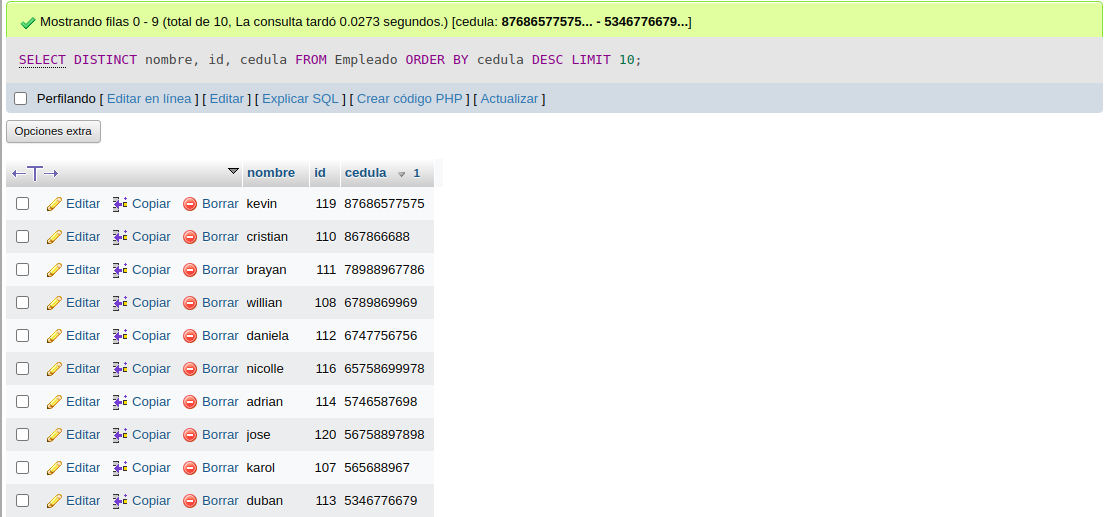 Mostrando filas 0 - 9 (total de 10, La consulta tardó 0.0273 segundos.) [cedula: 87686577575... - 5346776679...]
SELECT DISTINCT nombre, id, cedula FROM Empleado ORDER BY cedula DESC LIMIT 10;
Perfilando [ Editar en línea ] [ Editar ] [ Explicar SQL ] [ Crear código PHP ] [ Actualizar ]
Opciones extra
nombre id cedula 1
Editar Copiar Borrar kevin 119 87686577575
Editar Copiar Borrar cristian 110 867866688
Editar Copiar Borrar brayan 111 78988967786
Editar Copiar Borrar willian 108 6789869969
Editar Copiar Borrar daniela 112 6747756756
Editar Copiar Borrar nicolle 116 65758699978
Editar Copiar Borrar adrian 114 5746587698
Editar Copiar Borrar jose 120 56758897898
Editar Copiar Borrar karol 107 565688967
Editar Copiar Borrar duban 113 5346776679